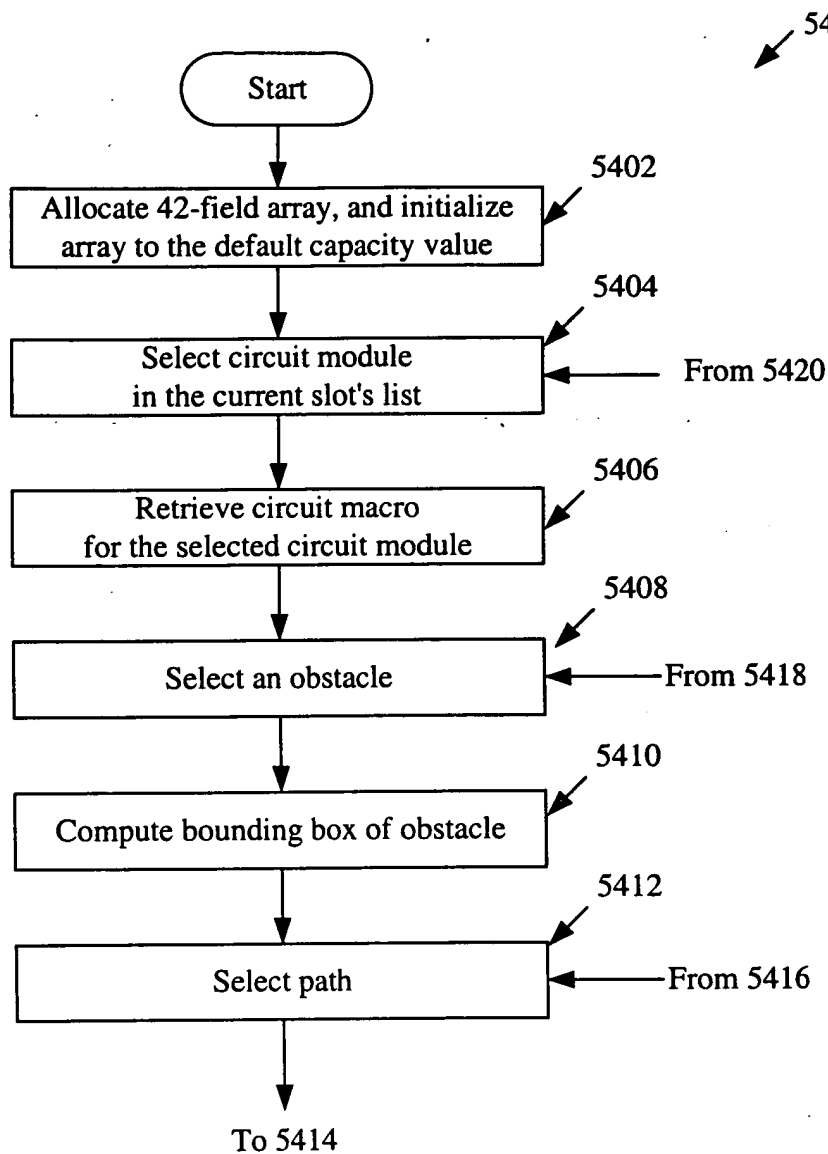 54
Start
5402
Allocate 42-field array, and initialize
array to the default capacity value
5404
Select circuit module
in the current slot's list
From 5420
5406
Retrieve circuit macro
for the selected circuit module
5408
Select an obstacle
From 5418
5410
Compute bounding box of obstacle
5412
Select path
From 5416
To 5414